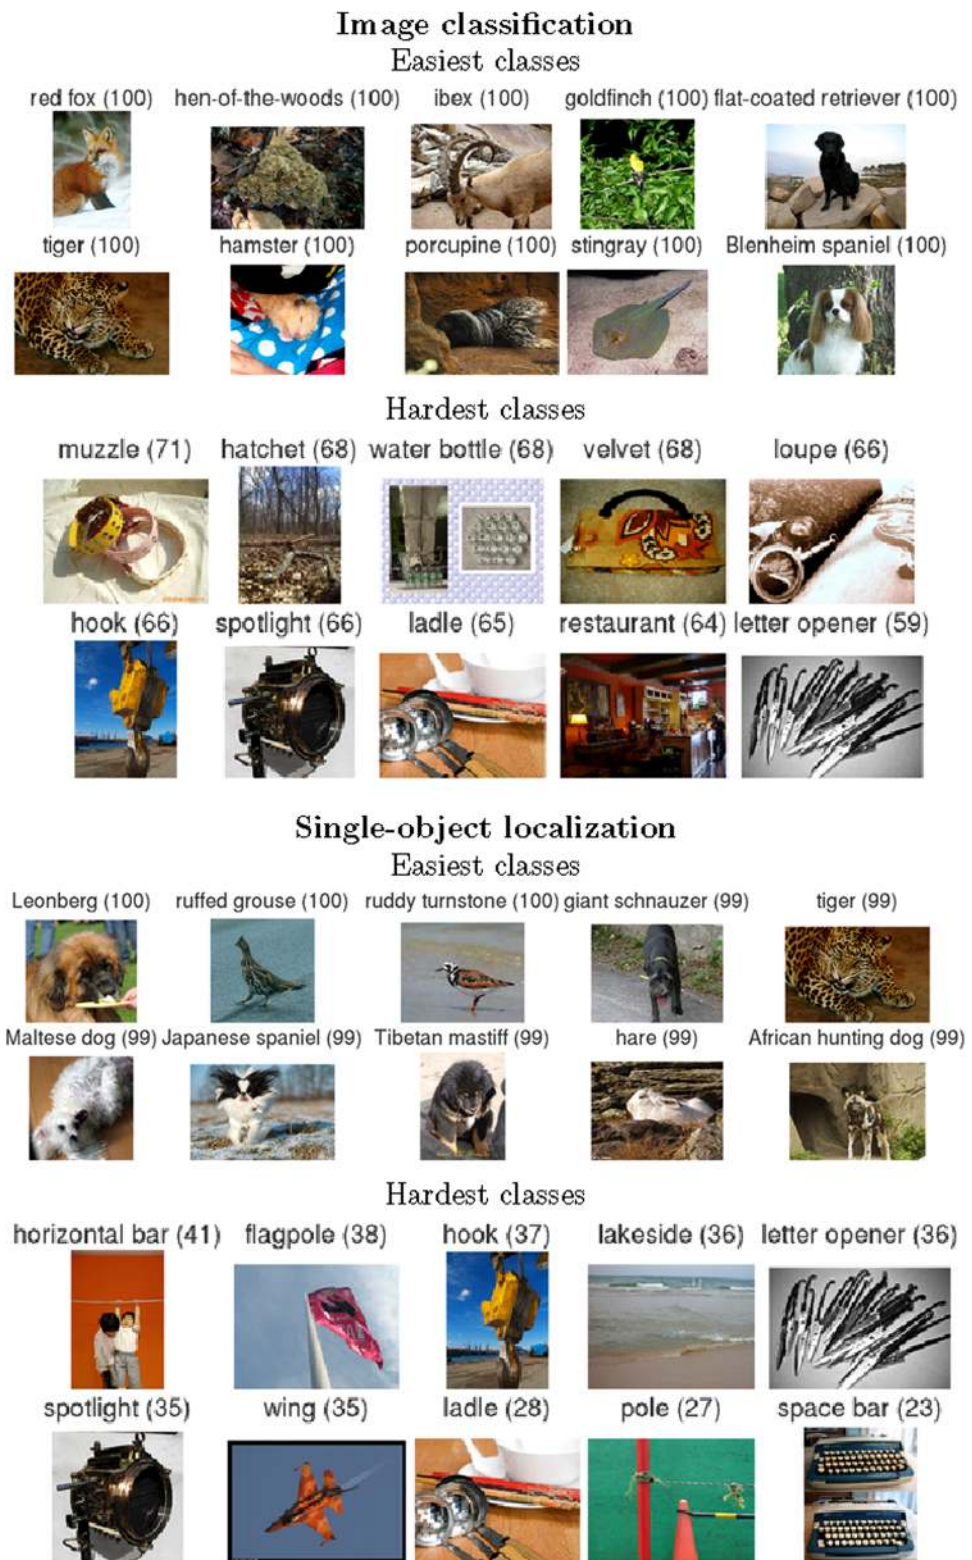 Image classification
Easiest classes
red fox (100) hen-of-the-woods (100) ibex (100) goldfinch (100) flat-coated retriever (100)
tiger (100) hamster (100) porcupine (100) stingray (100) Blenheim spaniel (100)
Hardest classes
muzzle (71) hatchet (68) water bottle (68) velvet (68) loupe (66)
hook (66) spotlight (66) ladle (65) restaurant (64) letter opener (59)
Single-object localization
Easiest classes
Leonberg (100) ruffed grouse (100) ruddy turnstone (100) giant schnauzer (99) tiger (99)
Maltese dog (99) Japanese spaniel (99) Tibetan mastiff (99) hare (99) African hunting dog (99)
Hardest classes
horizontal bar (41) flagpole (38) hook (37) lakeside (36) letter opener (36)
spotlight (35) wing (35) ladle (28) pole (27) space bar (23)